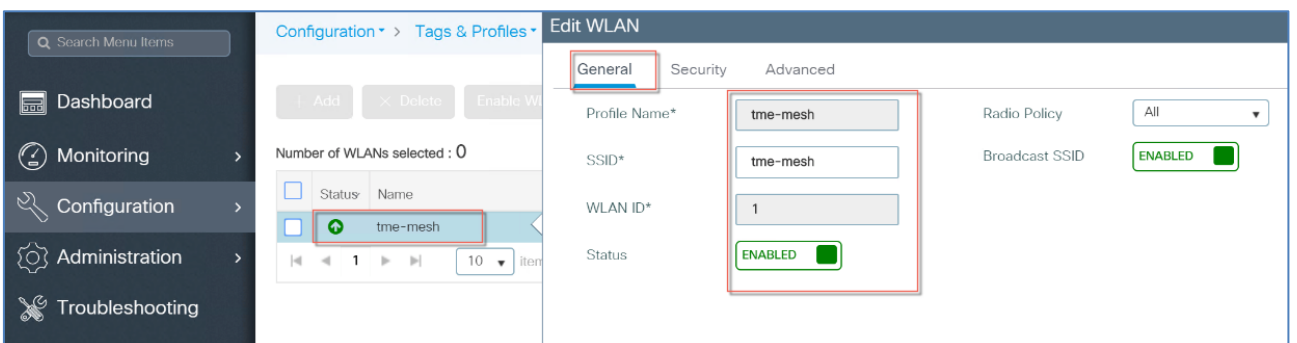 Search Menu Items
Dashboard
Monitoring
Configuration
Administration
Troubleshooting
Configuration > Tags & Profiles
+ Add × Delete Enable
Number of WLANs selected : 0
Status Name
tme-mesh
1 10
Edit WLAN
General Security Advanced
Profile Name* tme-mesh Radio Policy All
SSID* tme-mesh Broadcast SSID ENABLED
WLAN ID* 1
Status ENABLED